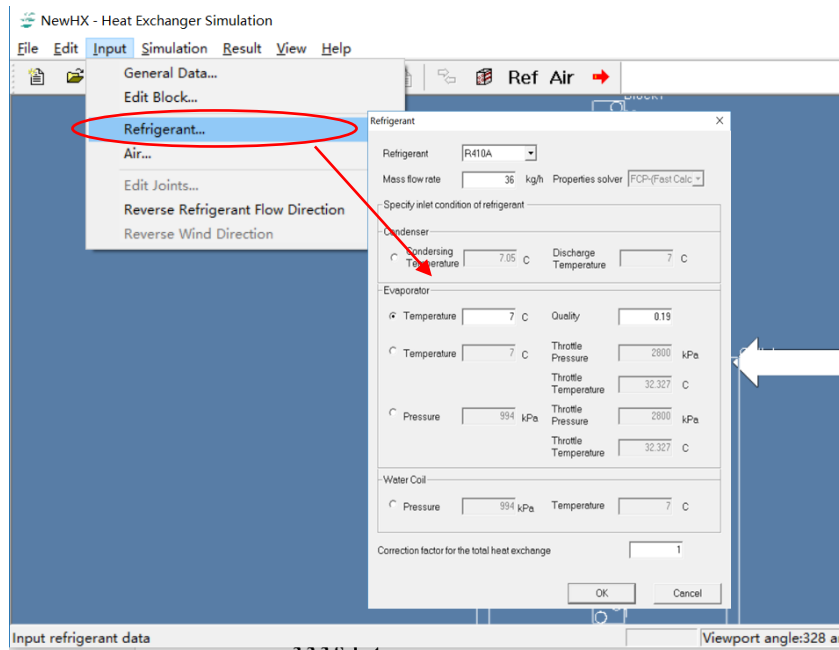 NewHX - Heat Exchanger Simulation
File Edit Input Simulation Result View Help
General Data...
Ref Air
Edit Block...
Refrigerant...
Air...
Edit Joints...
Reverse Refrigerant Flow Direction
Reverse Wind Direction
Refrigerant
Refrigerant R410A
Mass flow rate 36 kg/h Properties solver FCP-(Fast Calc
Specify inlet condition of refrigerant
Condenser
Condersing Temperature 7.05 C Discharge Temperature 7 C
Evaporator
Temperature 7 C Quality 0.19
Temperature 7 C Throttle Pressure 2800 kPa
Throttle Temperature 32.327 C
Pressure 994 kPa Throttle Pressure 2800 kPa
Throttle Temperature 32.327 C
Water Coil
Pressure 994 kPa Temperature 7 C
Correction factor for the total heat exchange 1
OK Cancel
Input refrigerant data
Viewport angle:328 a